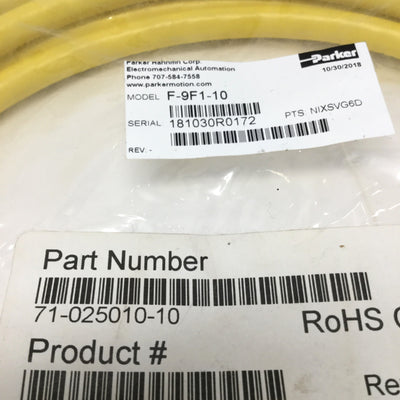 Parker Hannifin Corp.
Electromechanical Automation
Phone 707-584-7558
www.parkermotion.com
Parker
10/30/2018
MODEL F-9F1-10
PTS NIXSVG6D
SERIAL 181030R0172
REV. -
Part Number
71-025010-10
RoHS
Product #
Re